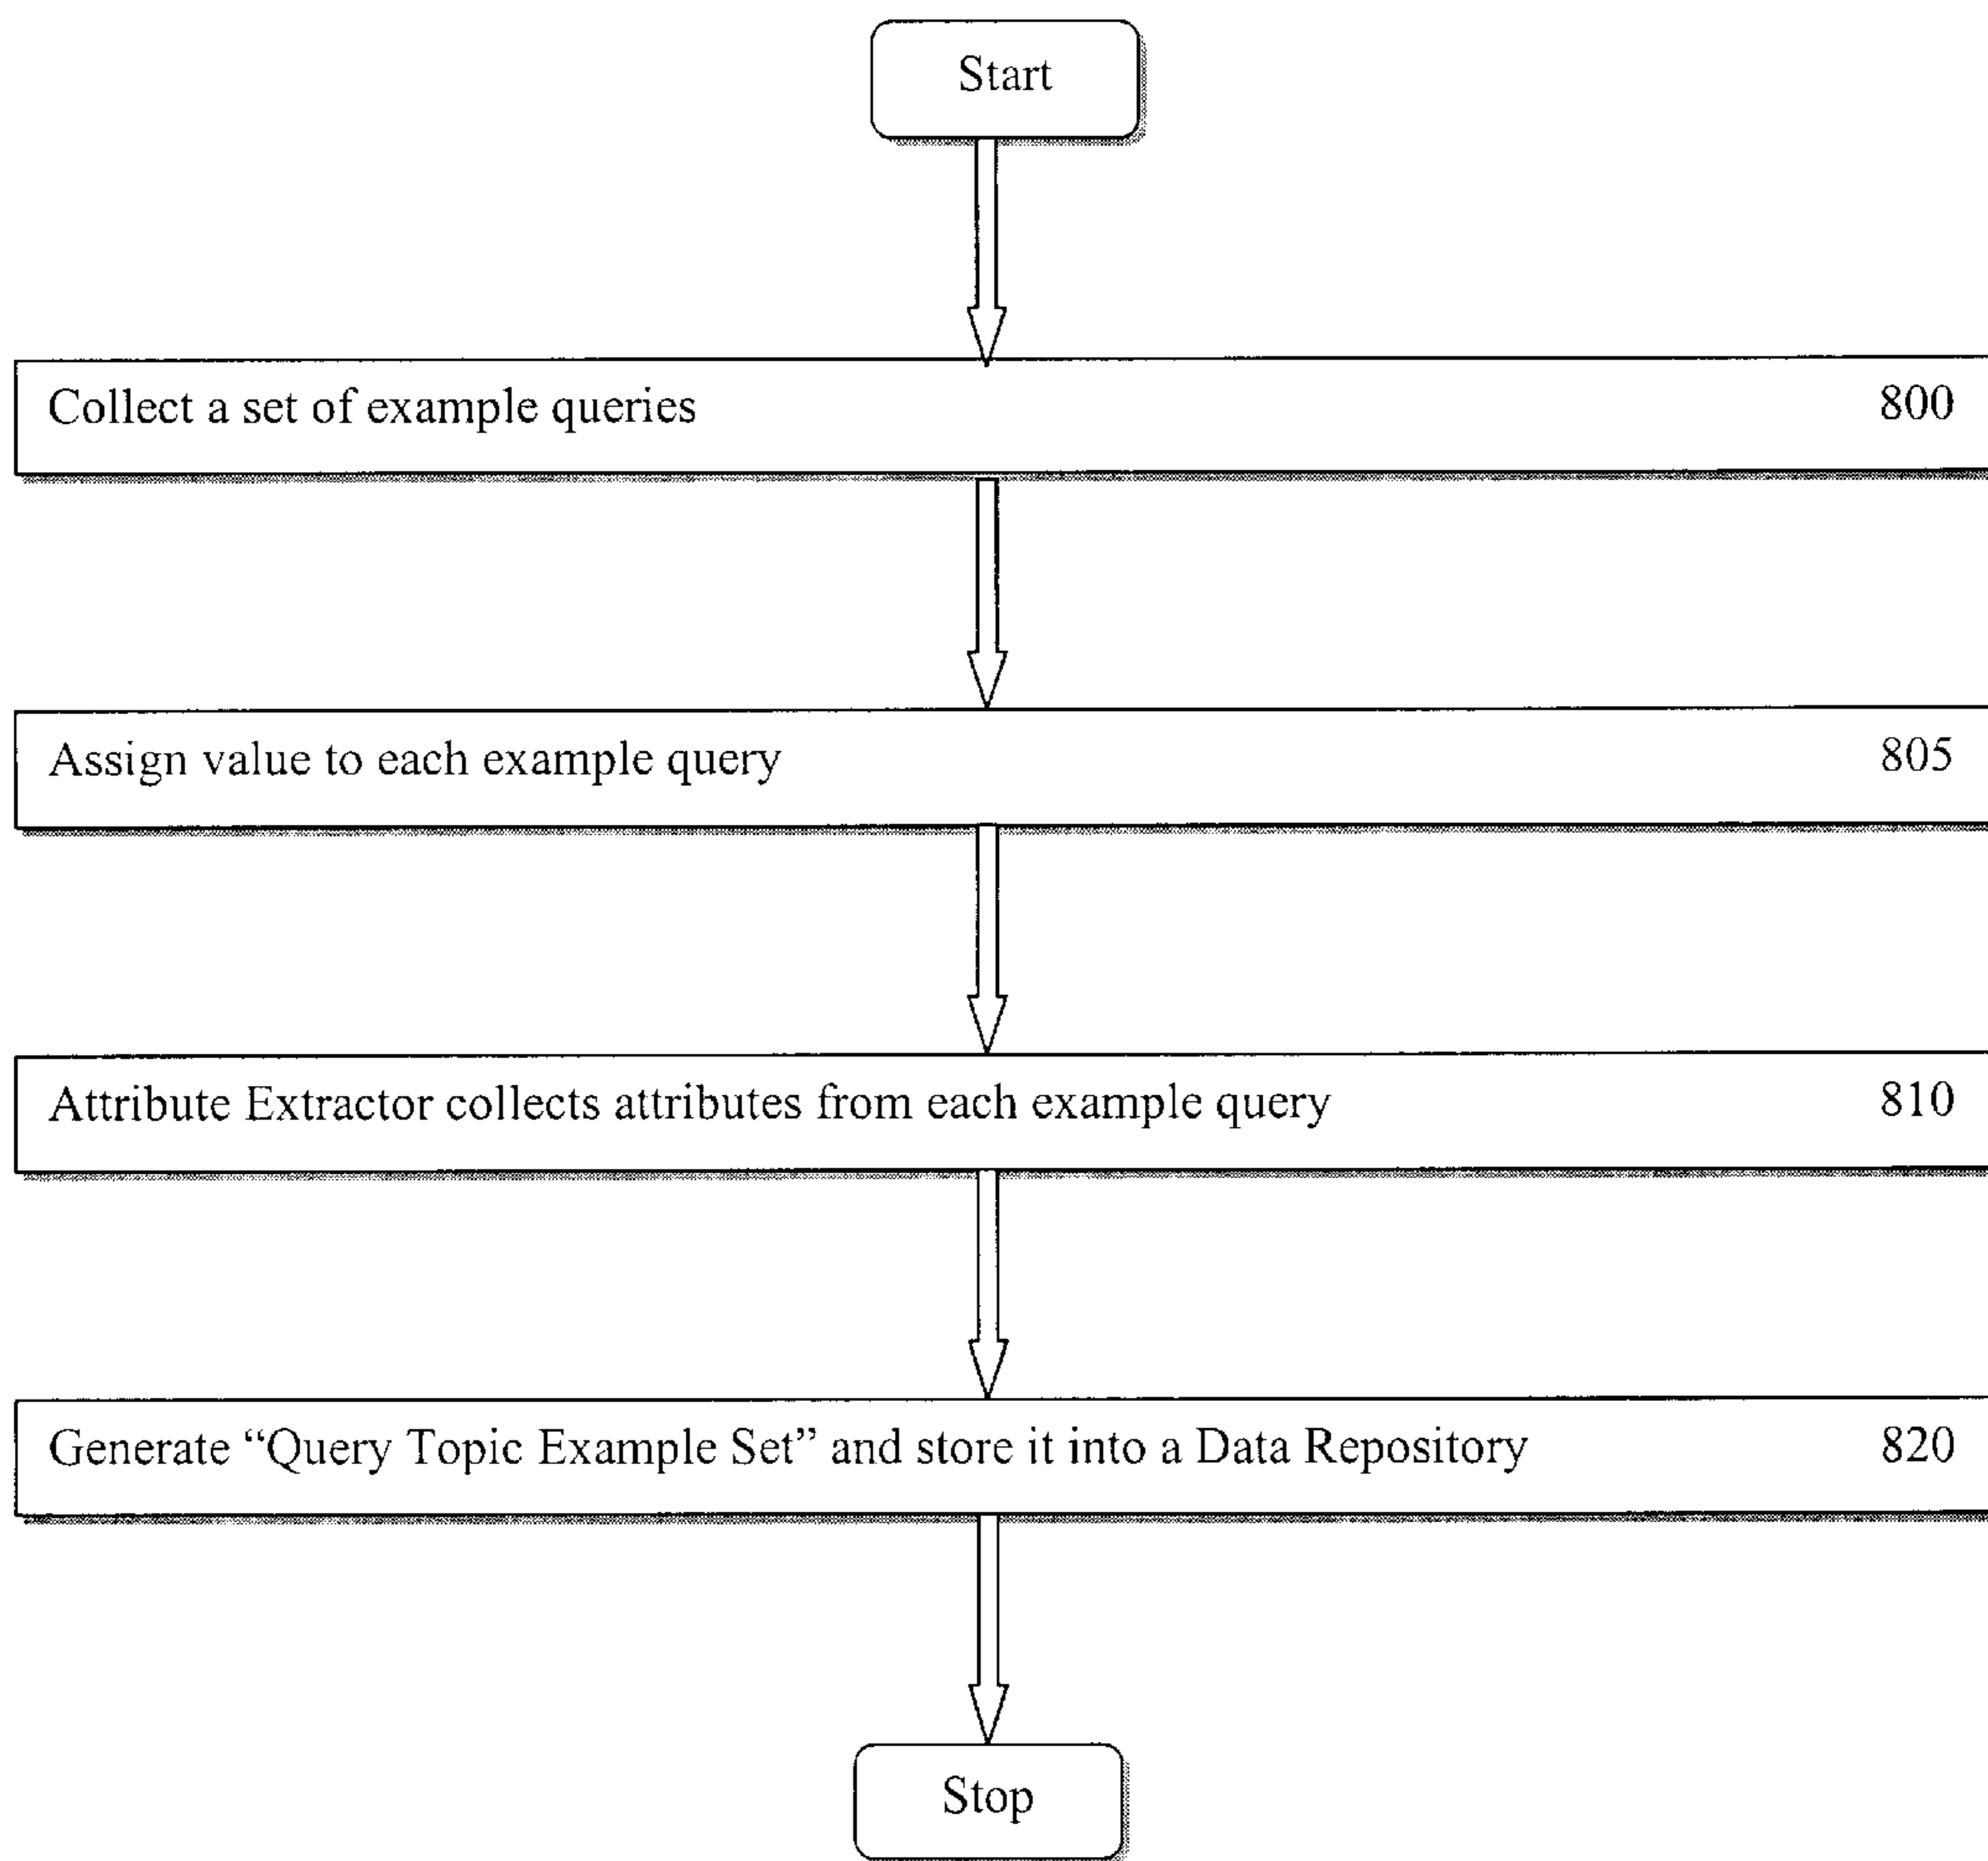 Start
Collect a set of example queries 800
Assign value to each example query 805
Attribute Extractor collects attributes from each example query 810
Generate “Query Topic Example Set” and store it into a Data Repository 820
Stop